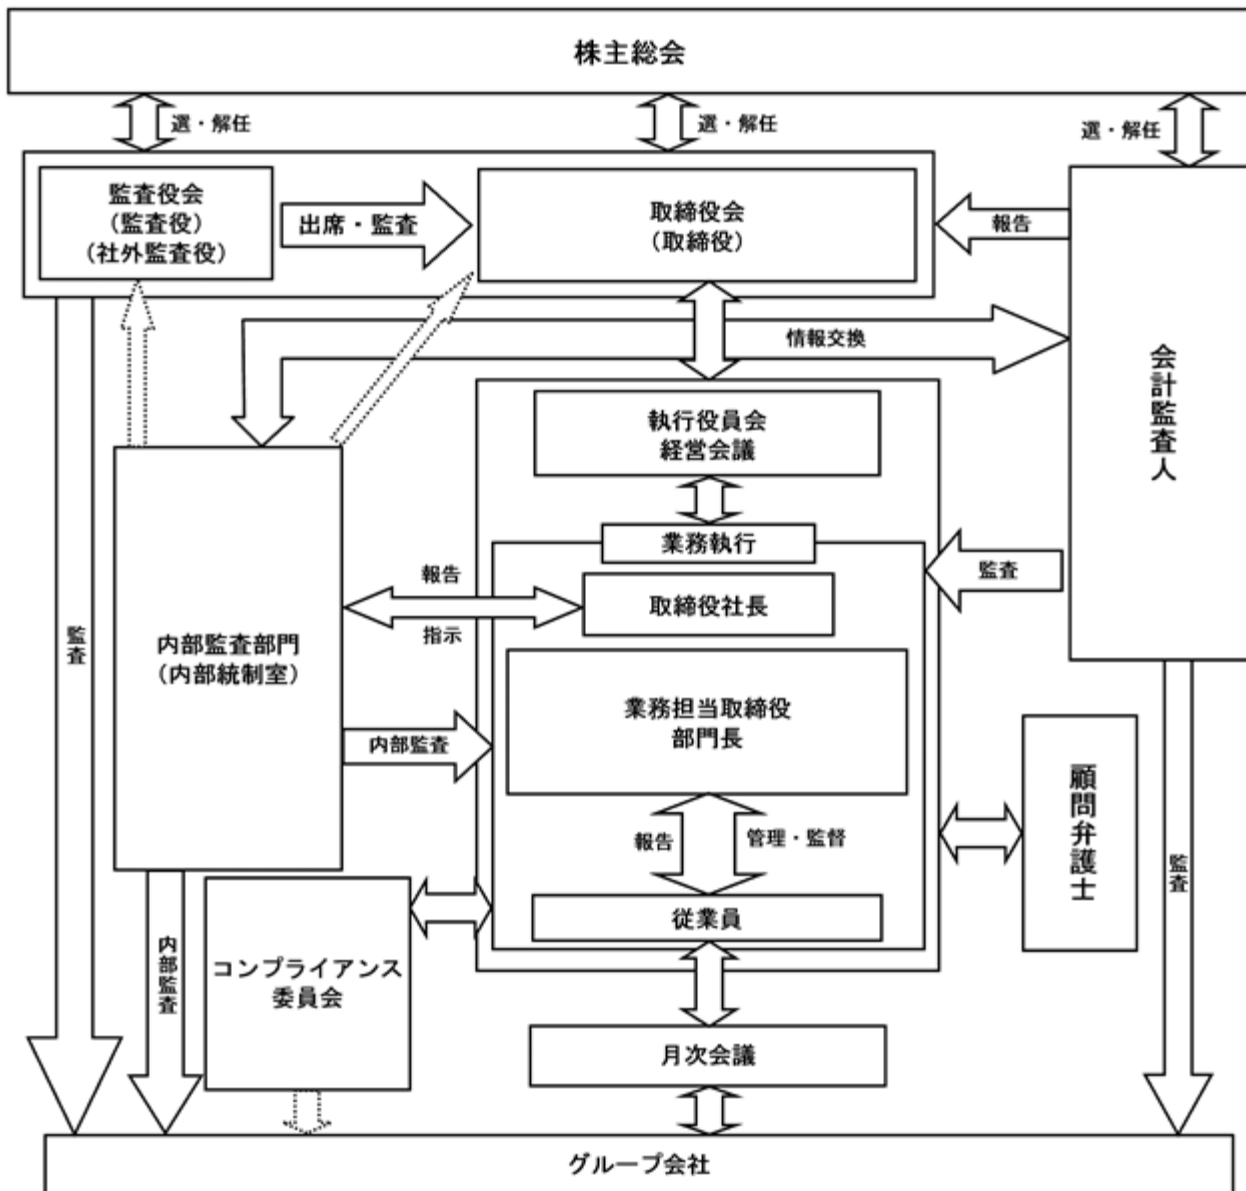 株主総会
選・解任
選・解任
選・解任
監査役会
(監査役)
(社外監査役)
出席・監査
取締役会
(取締役)
報告
情報交換
会計監査人
執行役員会
経営会議
業務執行
監査
報告
取締役社長
指示
監査
内部監査部門
(内部統制室)
業務担当取締役
部門長
内部監査
顧問弁護士
報告
管理・監督
監査
従業員
内部監査
コンプライアンス
委員会
月次会議
グループ会社